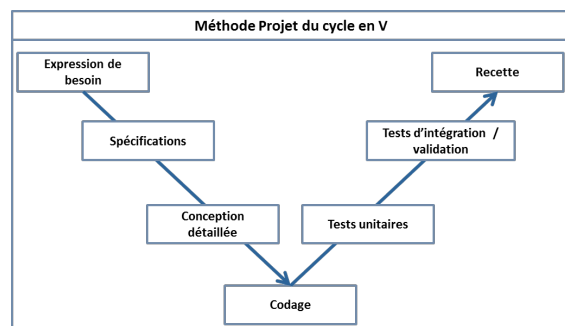 Méthode Projet du cycle en V
Expression de
besoin
Recette
Spécifications
Tests d'intégration /
validation
Conception
détaillée
Tests unitaires
Codage